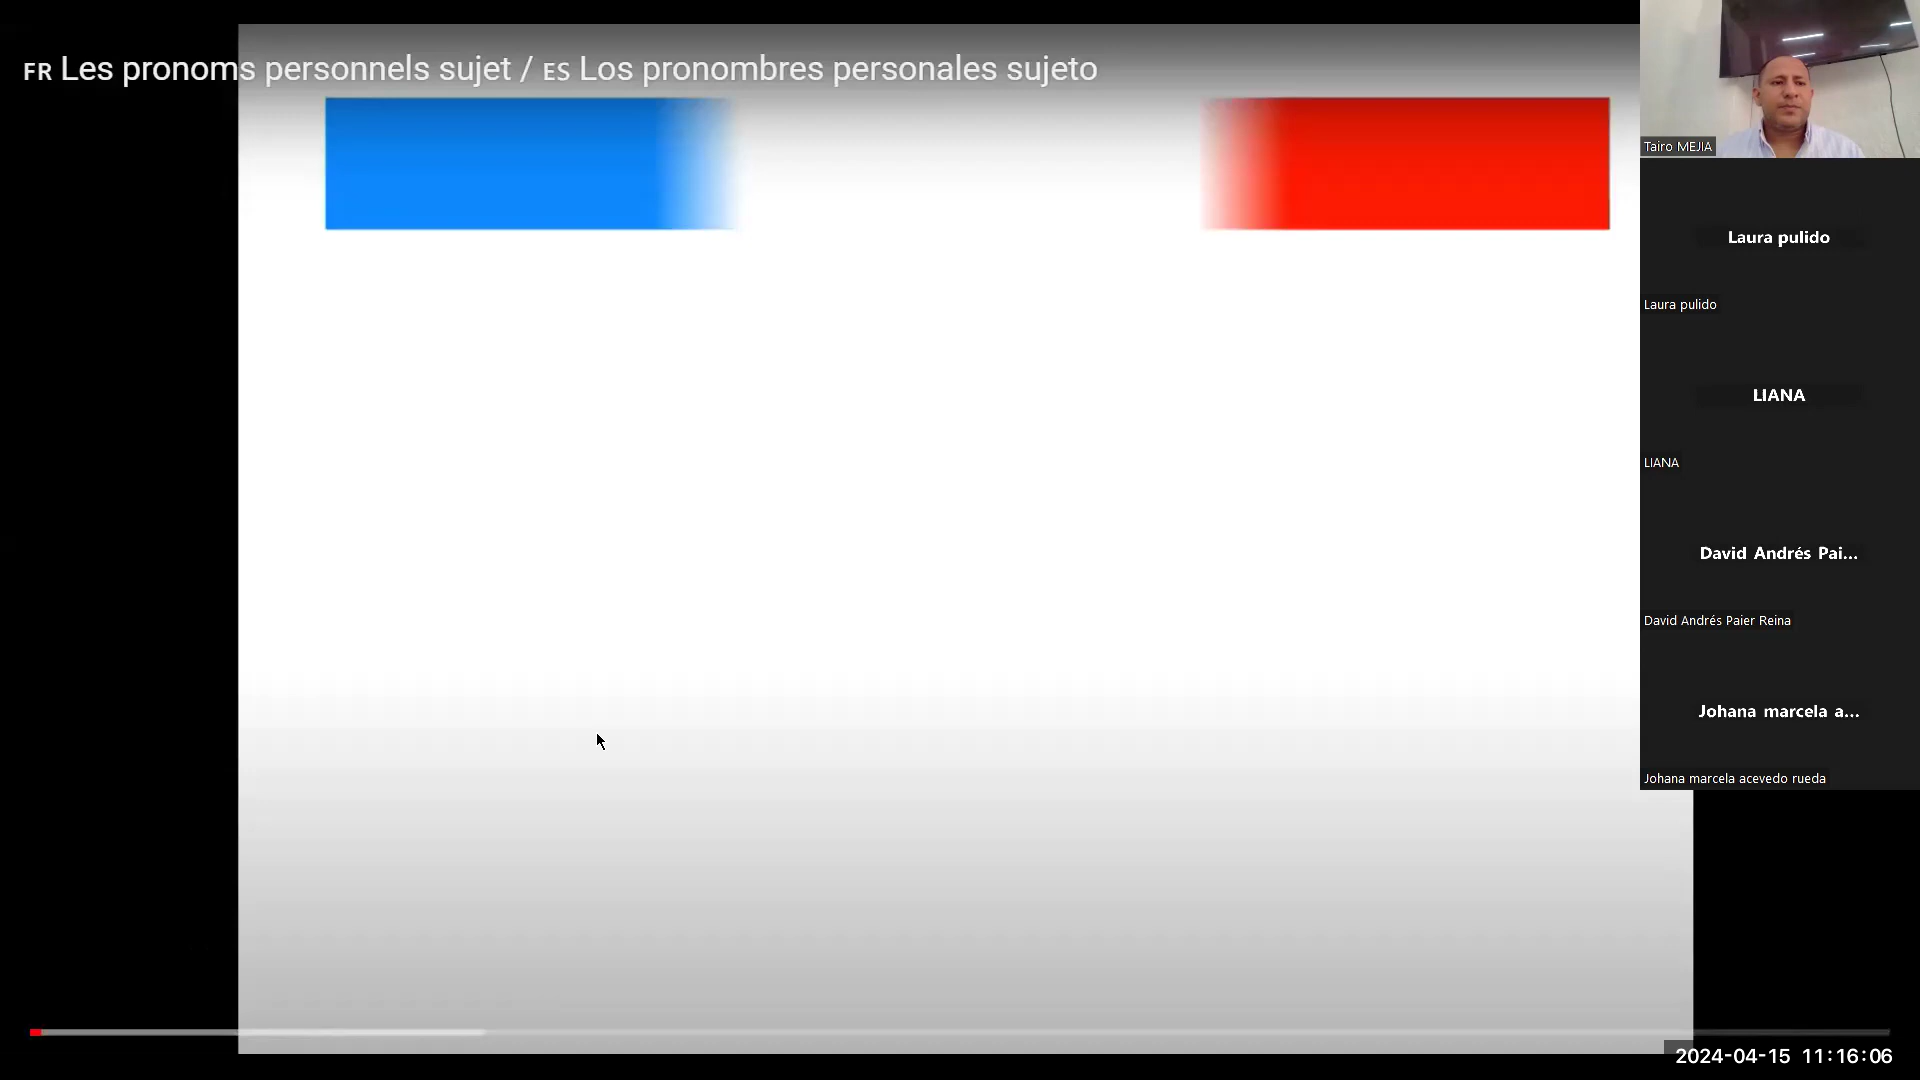 FR Les pronoms personnels sujet / ES Los pronombres personales sujeto
Tairo MEJIA
Laura pulido
Laura pulido
LIANA
LIANA
David Andrés Pai...
David Andrés Paier Reina
Johana marcela a...
Johana marcela acevedo rueda
2024-04-15 11:16:06